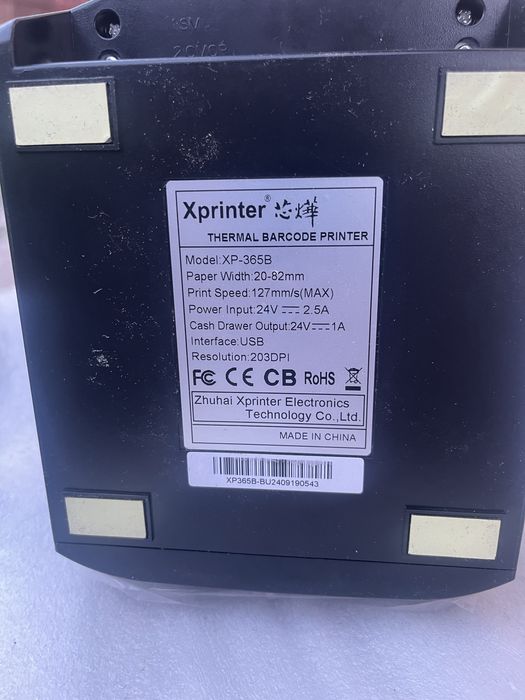 Xprinter® 芯烨
THERMAL BARCODE PRINTER
Model:XP-365B
Paper Width:20-82mm
Print Speed:127mm/s(MAX)
Power Input:24V ⎓ 2.5A
Cash Drawer Output:24V⎓1A
Interface:USB
Resolution:203DPI
FC CE CB RoHS
Zhuhai Xprinter Electronics
Technology Co.,Ltd.
MADE IN CHINA
XP365B-BU2409190543